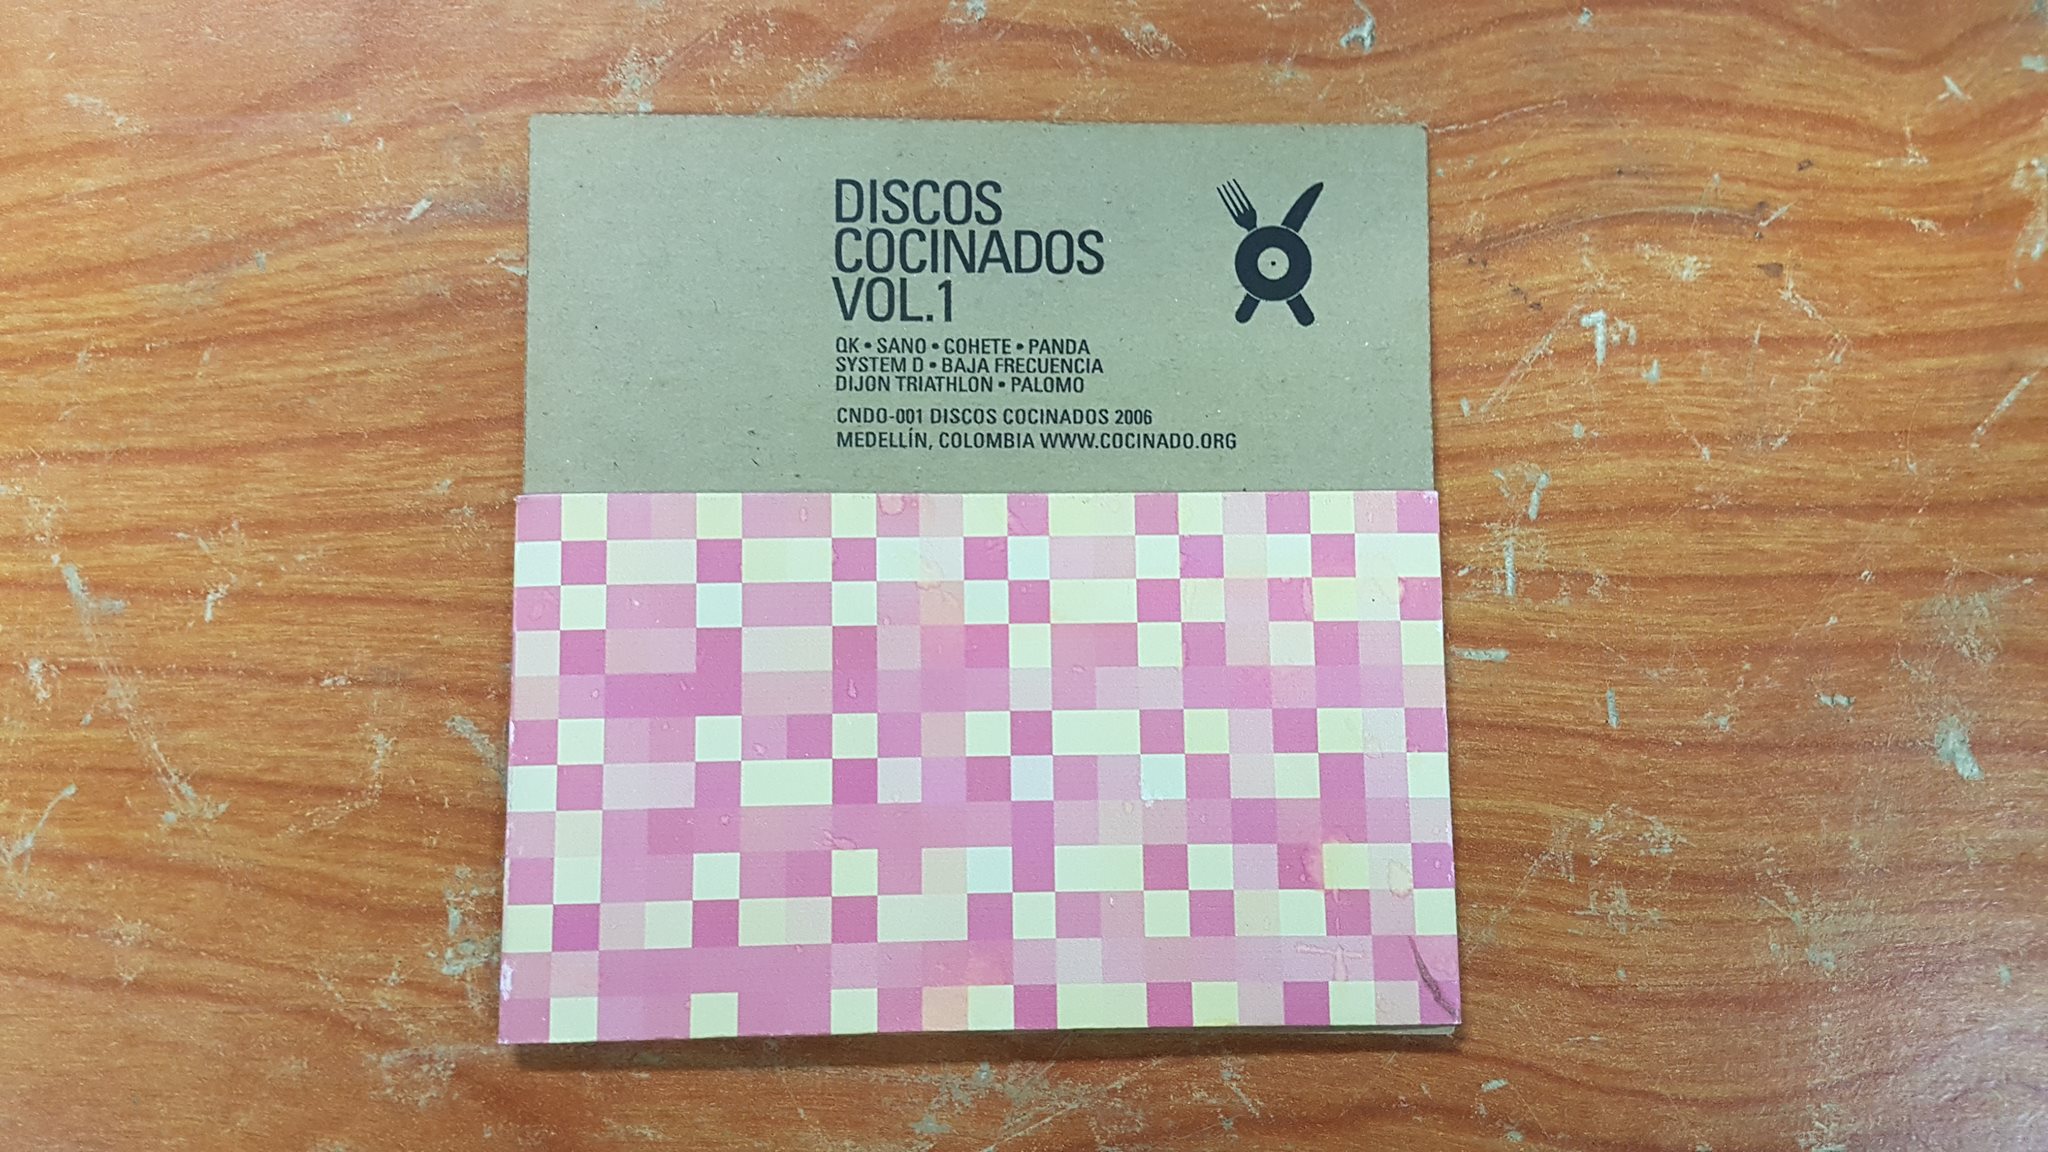 DISCOS
COCINADOS
VOL.1
QK • SANO • COHETE • PANDA
SYSTEM D • BAJA FRECUENCIA
DIJON TRIATHLON • PALOMO
CNDO-001 DISCOS COCINADOS 2006
MEDELLÍN, COLOMBIA WWW.COCINADO.ORG